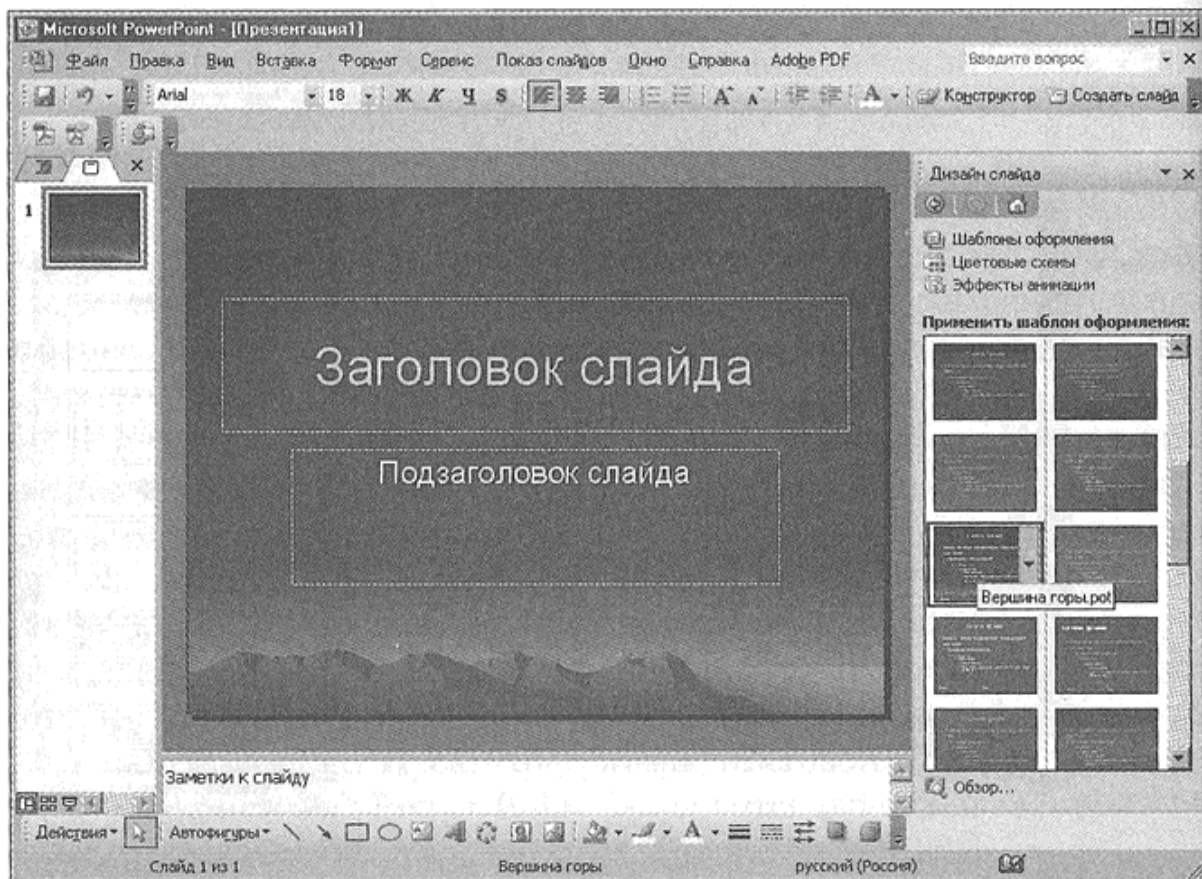 Microsoft PowerPoint - [Презентация1]
Файл Правка Вид Вставка Формат Сервис Показ слайдов Окно Справка Adobe PDF Введите вопрос
Arial 18 Ж К Ч S A A A Конструктор Создать слайд
Дизайн слайда
1
Шаблоны оформления
Цветовые схемы
Эффекты анимации
Применить шаблон оформления:
Заголовок слайда
Подзаголовок слайда
Вершина горы.pot
Заметки к слайду
Обзор...
Действия Автофигуры A
Слайд 1 из 1 Вершина горы русский (Россия)